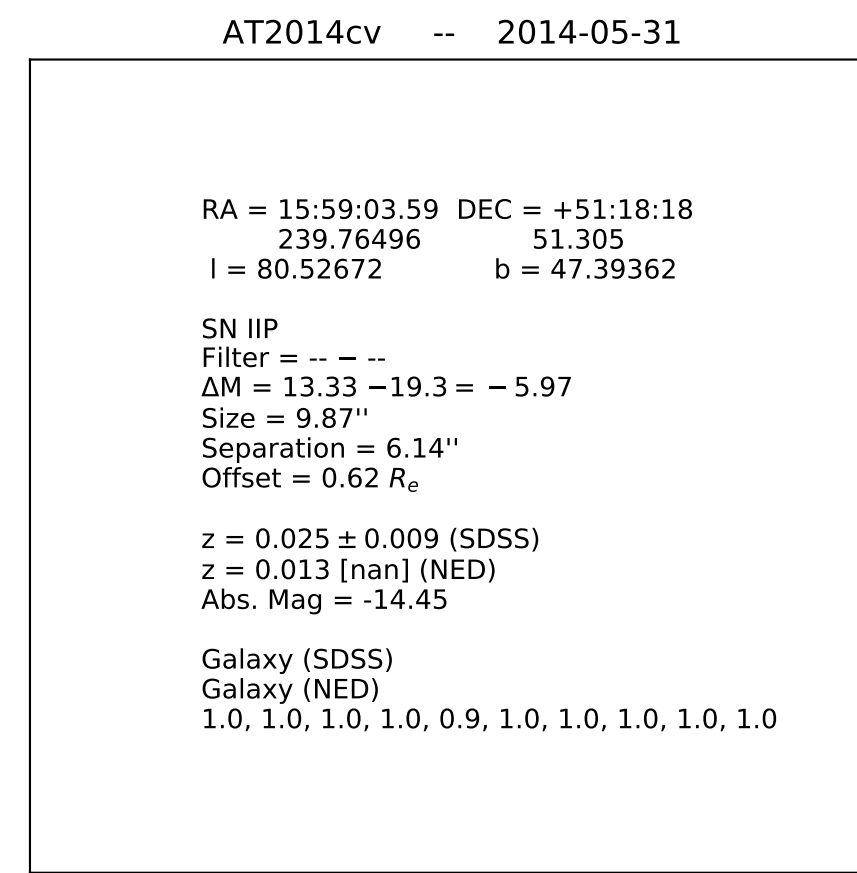 AT2014cv -- 2014-05-31
RA = 15:59:03.59 DEC = +51:18:18
239.76496 51.305
l = 80.52672 b = 47.39362
SN IIP
Filter = -- − --
ΔM = 13.33 −19.3 = − 5.97
Size = 9.87''
Separation = 6.14''
Offset = 0.62 Rₑ
z = 0.025 ± 0.009 (SDSS)
z = 0.013 [nan] (NED)
Abs. Mag = -14.45
Galaxy (SDSS)
Galaxy (NED)
1.0, 1.0, 1.0, 1.0, 0.9, 1.0, 1.0, 1.0, 1.0, 1.0